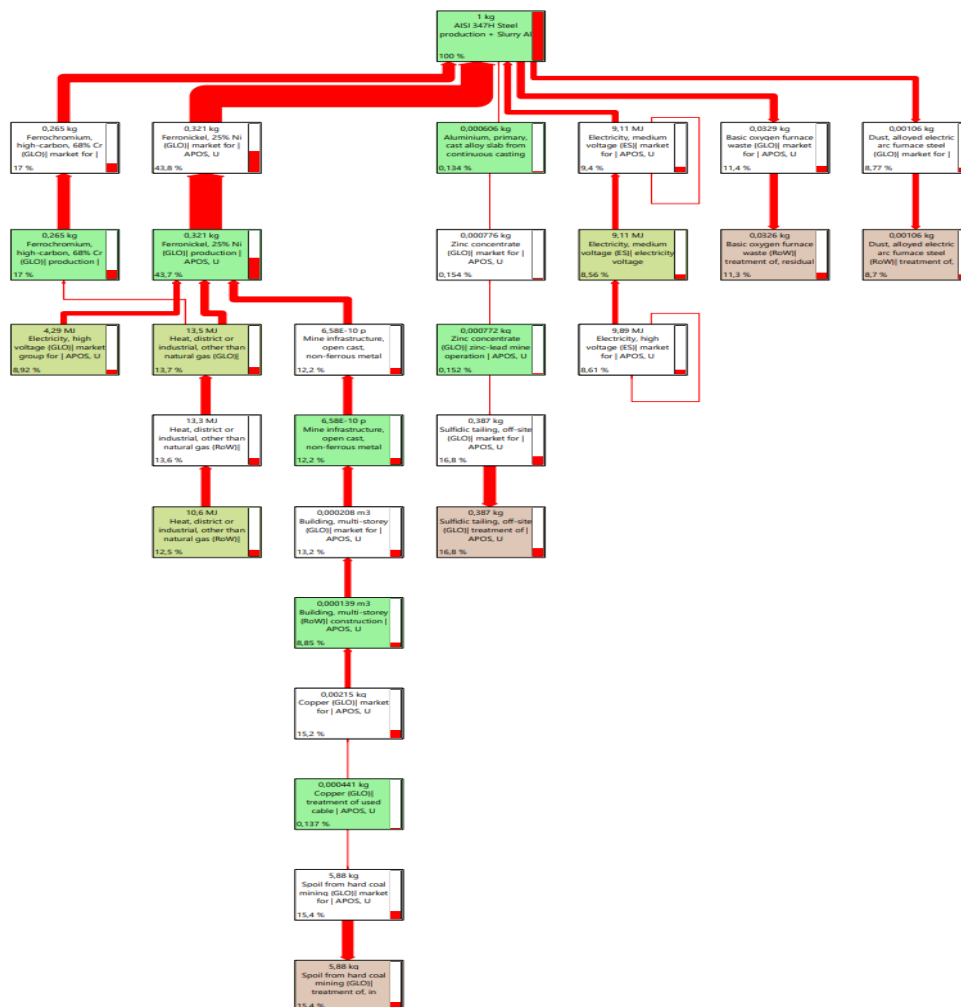 1 kg
AISI 347H Steel
production + Slurry Al
100 %
0,265 kg
Ferrochromium,
high-carbon, 68% Cr
(GLO)| market for |
17 %
0,321 kg
Ferronickel, 25% Ni
(GLO)| market for |
APOS, U
43,8 %
0,000606 kg
Aluminium, primary,
cast alloy slab from
continuous casting
0,134 %
9,11 MJ
Electricity, medium
voltage (ES)| market
for | APOS, U
9,4 %
0,0329 kg
Basic oxygen furnace
waste (GLO)| market
for | APOS, U
11,4 %
0,00106 kg
Dust, alloyed electric
arc furnace steel
(GLO)| market for |
8,77 %
0,265 kg
Ferrochromium,
high-carbon, 68% Cr
(GLO)| production |
17 %
0,321 kg
Ferronickel, 25% Ni
(GLO)| production |
APOS, U
43,7 %
0,000776 kg
Zinc concentrate
(GLO)| market for |
APOS, U
0,154 %
9,11 MJ
Electricity, medium
voltage (ES)| electricity
voltage
8,56 %
0,0326 kg
Basic oxygen furnace
waste (RoW)|
treatment of, residual
11,3 %
0,00106 kg
Dust, alloyed electric
arc furnace steel
(RoW)| treatment of,
8,7 %
4,29 MJ
Electricity, high
voltage (GLO)| market
group for | APOS, U
8,92 %
13,5 MJ
Heat, district or
industrial, other than
natural gas (GLO)|
13,7 %
6,58E-10 p
Mine infrastructure,
open cast,
non-ferrous metal
12,2 %
0,000772 kg
Zinc concentrate
(GLO)| zinc-lead mine
operation | APOS, U
0,152 %
9,89 MJ
Electricity, high
voltage (ES)| market
for | APOS, U
8,61 %
13,3 MJ
Heat, district or
industrial, other than
natural gas (RoW)|
13,6 %
6,58E-10 p
Mine infrastructure,
open cast,
non-ferrous metal
12,2 %
0,387 kg
Sulfidic tailing, off-site
(GLO)| market for |
APOS, U
16,8 %
10,6 MJ
Heat, district or
industrial, other than
natural gas (RoW)|
12,5 %
0,000208 m3
Building, multi-storey
(GLO)| market for |
APOS, U
13,2 %
0,387 kg
Sulfidic tailing, off-site
(GLO)| treatment of |
APOS, U
16,8 %
0,000139 m3
Building, multi-storey
(RoW)| construction |
APOS, U
8,85 %
0,00215 kg
Copper (GLO)| market
for | APOS, U
15,2 %
0,000441 kg
Copper (GLO)|
treatment of used
cable | APOS, U
0,137 %
5,88 kg
Spoil from hard coal
mining (GLO)| market
for | APOS, U
15,4 %
5,88 kg
Spoil from hard coal
mining (GLO)|
treatment of, in
15,4 %